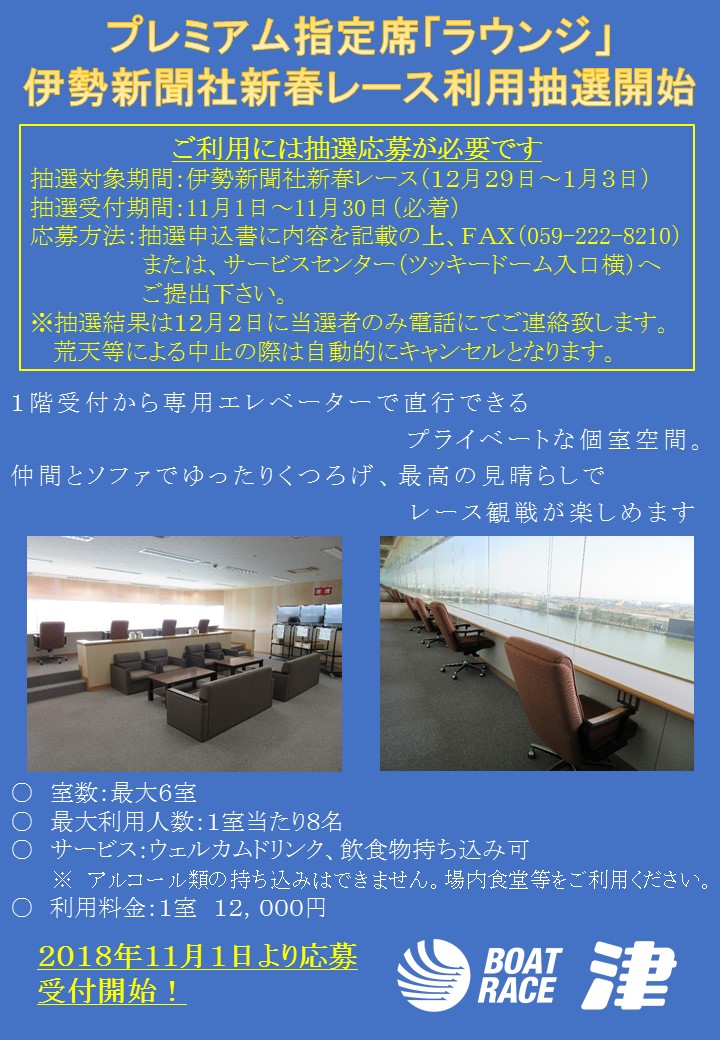 プレミアム指定席「ラウンジ」
伊勢新聞社新春レース利用抽選開始
ご利用には抽選応募が必要です
抽選対象期間：伊勢新聞社新春レース（１２月２９日～１月３日）
抽選受付期間：11月1日～11月30日（必着）
応募方法：抽選申込書に内容を記載の上、ＦＡＸ（059-222-8210）
または、サービスセンター（ツッキードーム入口横）へ
ご提出下さい。
※抽選結果は１２月２日に当選者のみ電話にてご連絡致します。
荒天等による中止の際は自動的にキャンセルとなります。
１階受付から専用エレベーターで直行できる
プライベートな個室空間。
仲間とソファでゆったりくつろげ、最高の見晴らしで
レース観戦が楽しめます
○　室数：最大６室
○　最大利用人数：１室当たり８名
○　サービス：ウェルカムドリンク、飲食物持ち込み可
※　アルコール類の持ち込みはできません。場内食堂等をご利用ください。
○　利用料金：１室　１２，０００円
２０１８年１１月１日より応募
受付開始！
BOAT
RACE
津